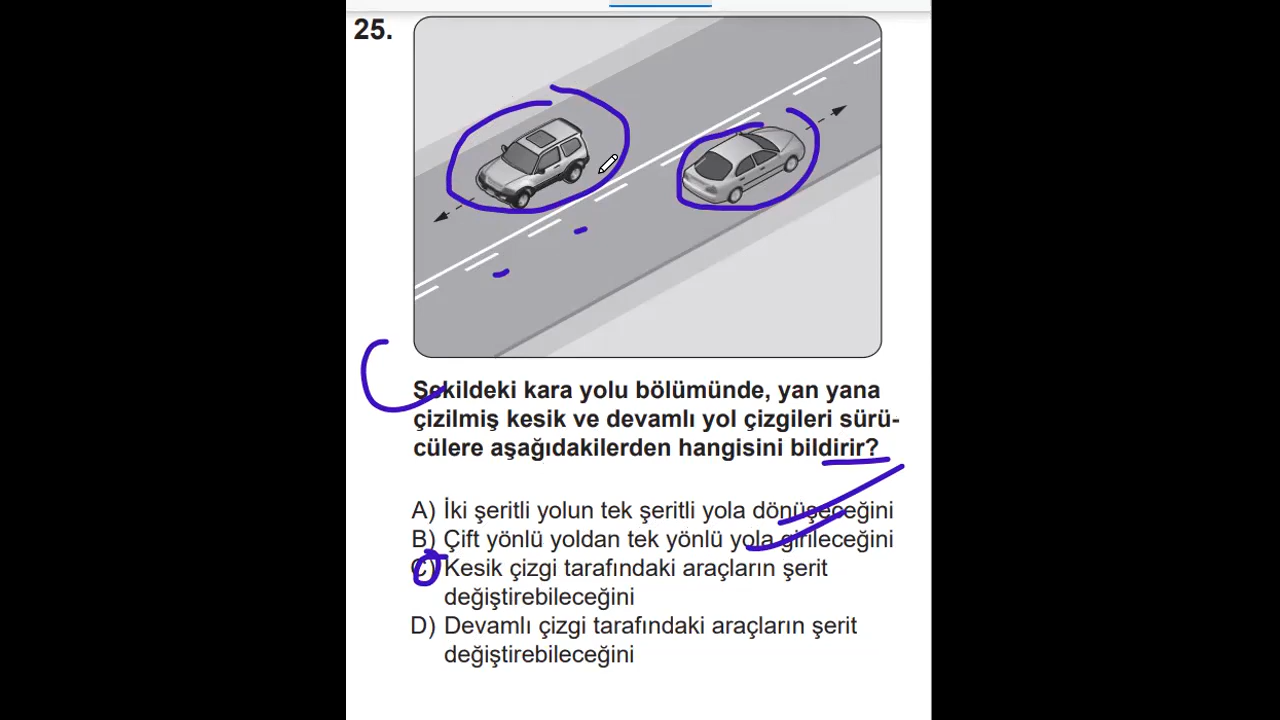 25.
Şekildeki kara yolu bölümünde, yan yana
çizilmiş kesik ve devamlı yol çizgileri sürü-
cülere aşağıdakilerden hangisini bildirir?
A) İki şeritli yolun tek şeritli yola dönüşeceğini
B) Çift yönlü yoldan tek yönlü yola girileceğini
C) Kesik çizgi tarafındaki araçların şerit
değiştirebileceğini
D) Devamlı çizgi tarafındaki araçların şerit
değiştirebileceğini